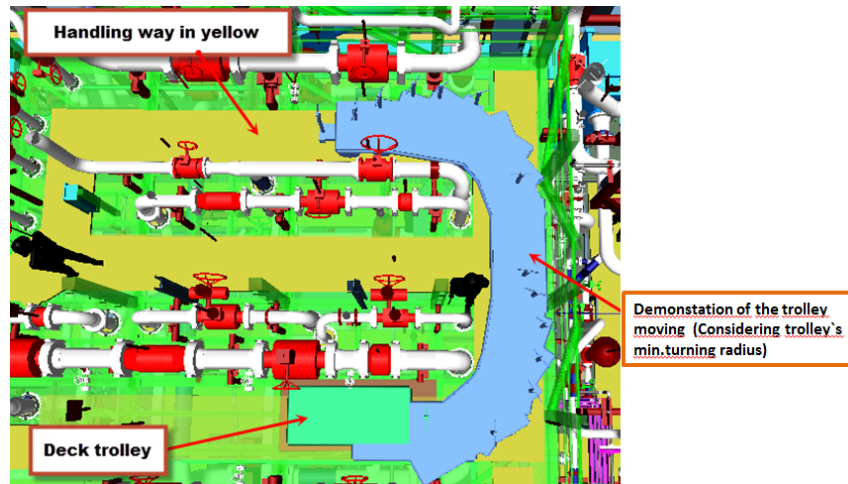 Handling way in yellow
Demonstation of the trolley
moving (Considering trolley`s
min.turning radius)
Deck trolley